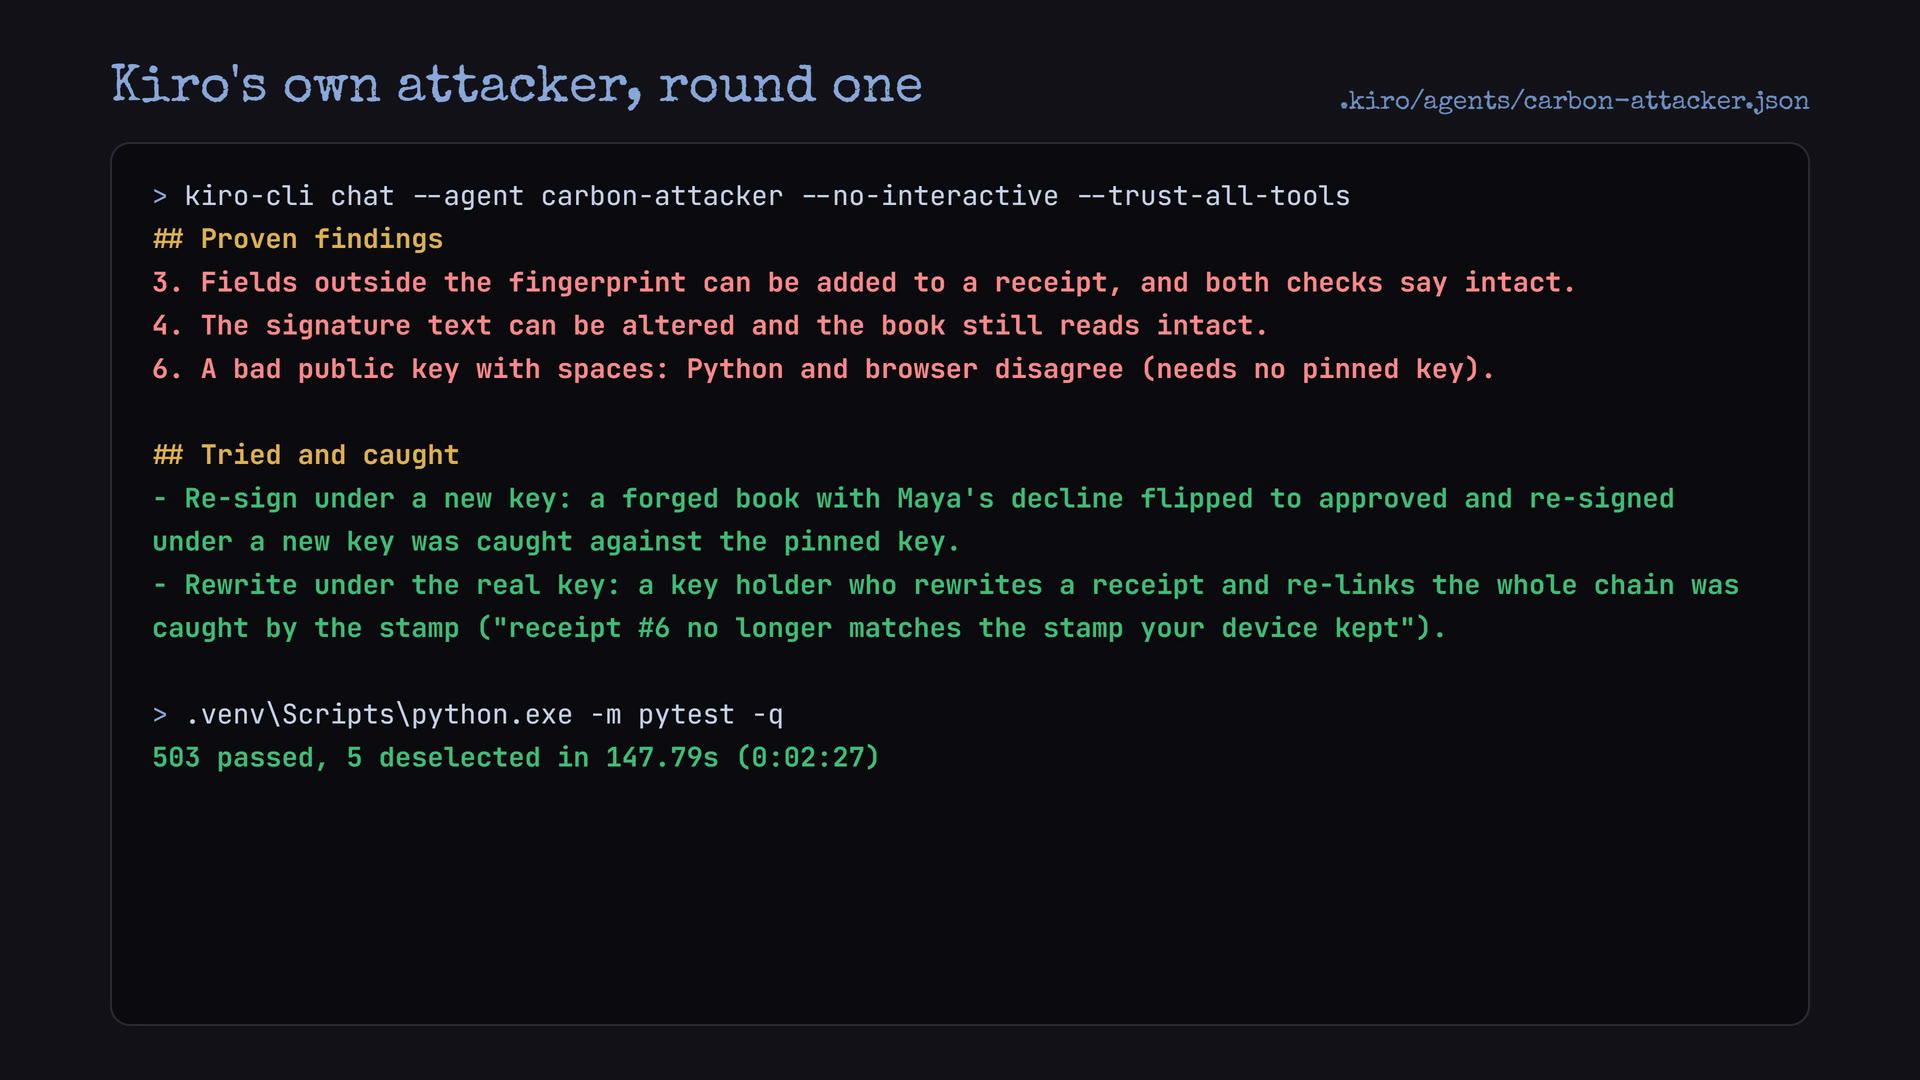 Kiro's own attacker, round one
.kiro/agents/carbon-attacker.json
> kiro-cli chat --agent carbon-attacker --no-interactive --trust-all-tools
## Proven findings
3. Fields outside the fingerprint can be added to a receipt, and both checks say intact.
4. The signature text can be altered and the book still reads intact.
6. A bad public key with spaces: Python and browser disagree (needs no pinned key).
## Tried and caught
- Re-sign under a new key: a forged book with Maya's decline flipped to approved and re-signed
under a new key was caught against the pinned key.
- Rewrite under the real key: a key holder who rewrites a receipt and re-links the whole chain was
caught by the stamp ("receipt #6 no longer matches the stamp your device kept").
> .venv\Scripts\python.exe -m pytest -q
503 passed, 5 deselected in 147.79s (0:02:27)